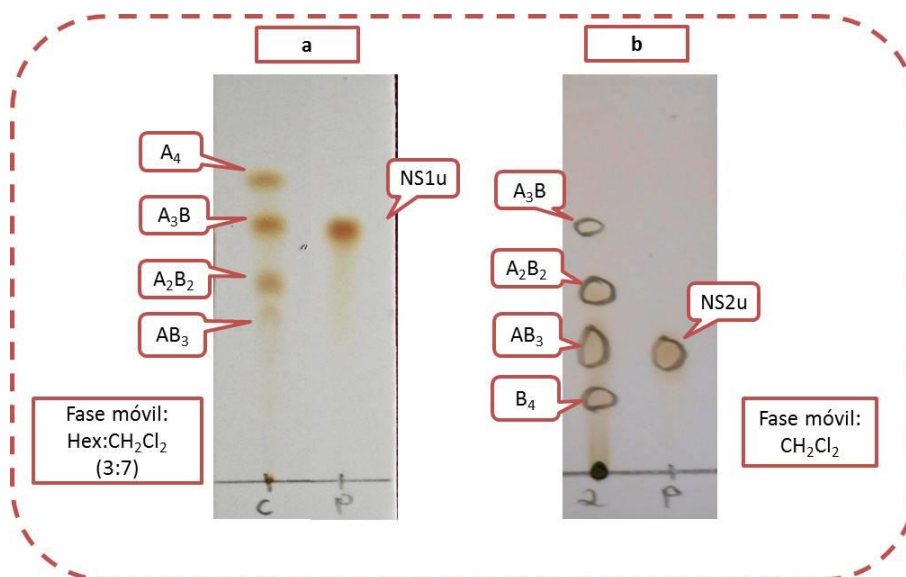 a
b
A₄
A₃B
A₂B₂
AB₃
NS1u
Fase móvil:
Hex:CH₂Cl₂
(3:7)
C
P
A₃B
A₂B₂
AB₃
B₄
NS2u
Fase móvil:
CH₂Cl₂
2
P